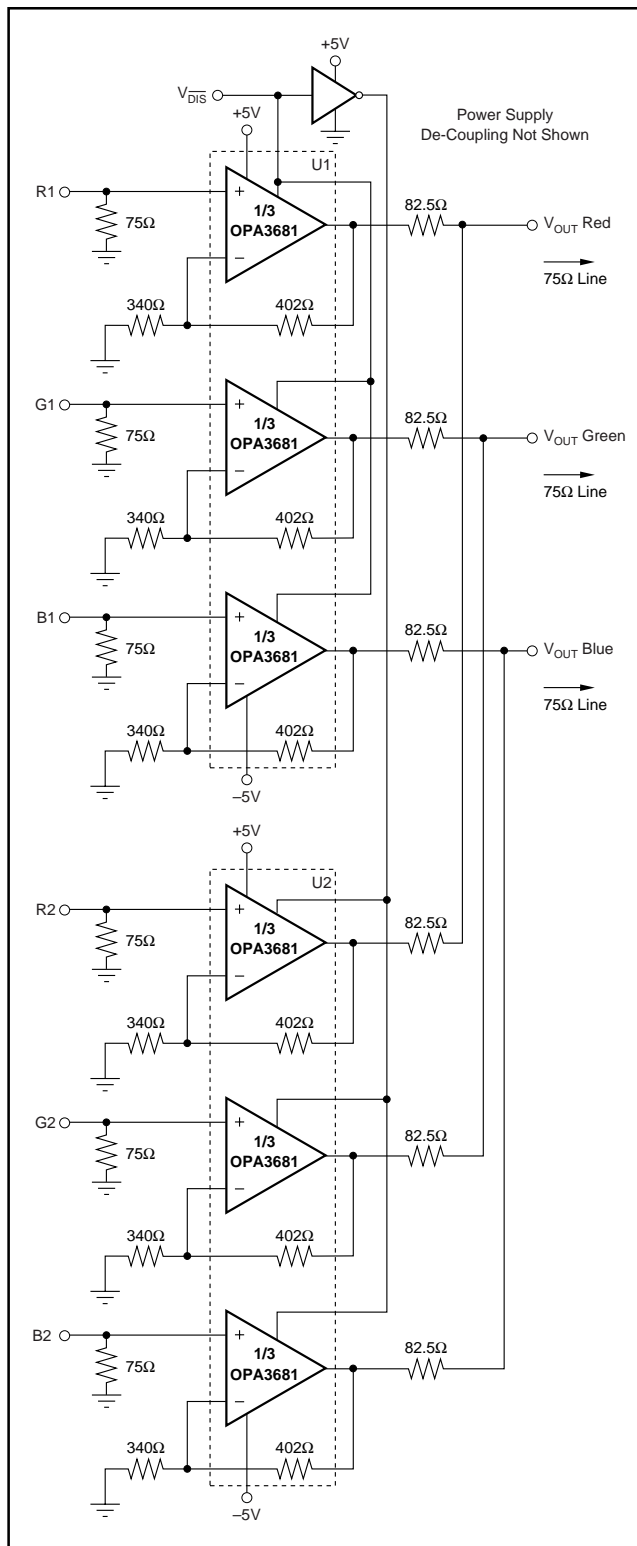 +5V
V_DIS̅
+5V
Power Supply
De-Coupling Not Shown
U1
R1
+
1/3
OPA3681
−
75Ω
82.5Ω
V_OUT Red
75Ω Line
340Ω
402Ω
G1
+
1/3
OPA3681
−
75Ω
82.5Ω
V_OUT Green
75Ω Line
340Ω
402Ω
B1
+
1/3
OPA3681
−
75Ω
82.5Ω
V_OUT Blue
75Ω Line
340Ω
402Ω
–5V
+5V
U2
R2
+
1/3
OPA3681
−
75Ω
82.5Ω
340Ω
402Ω
G2
+
1/3
OPA3681
−
75Ω
82.5Ω
340Ω
402Ω
B2
+
1/3
OPA3681
−
75Ω
82.5Ω
340Ω
402Ω
–5V